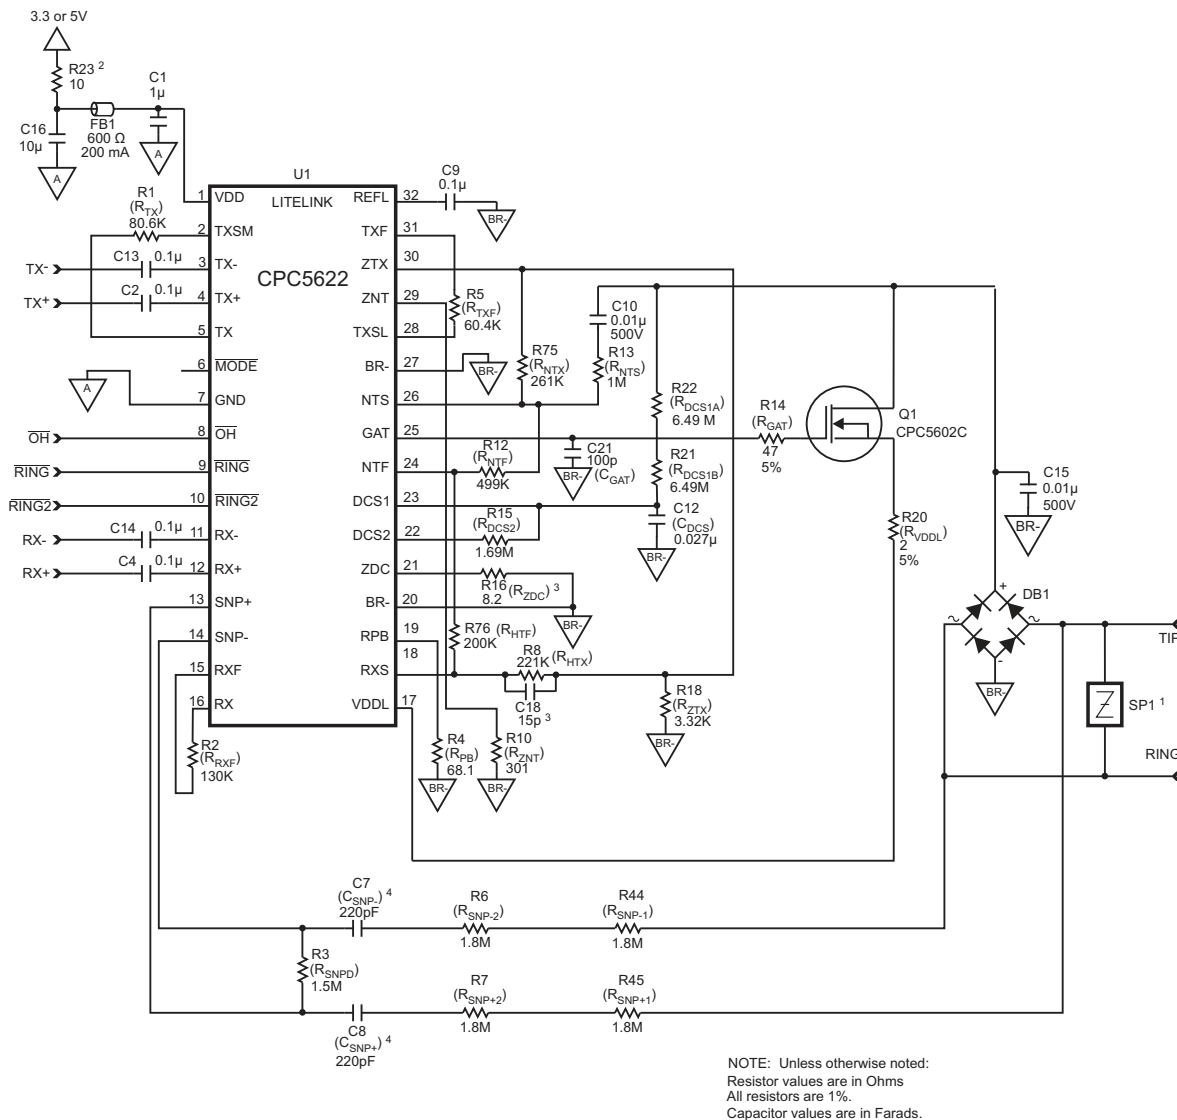 3.3 or 5V
R23 2
10
C1
1µ
C16
10µ
FB1
600 Ω
200 mA
A
A
U1
LITELINK
CPC5622
R1
(RTX)
80.6K
C13 0.1µ
TX-
C2 0.1µ
TX+
A
OH
RING
RING2
C14 0.1µ
RX-
C4 0.1µ
RX+
1 VDD
2 TXSM
3 TX-
4 TX+
5 TX
6 MODE
7 GND
8 OH
9 RING
10 RING2
11 RX-
12 RX+
13 SNP+
14 SNP-
15 RXF
16 RX
REFL 32
TXF 31
ZTX 30
ZNT 29
TXSL 28
BR- 27
NTS 26
GAT 25
NTF 24
DCS1 23
DCS2 22
ZDC 21
BR- 20
RPB 19
RXS 18
VDDL 17
R2
(RRXF)
130K
C9
0.1µ
BR-
R5
(RTXF)
60.4K
BR-
R75
(RNTX)
261K
C10
0.01µ
500V
R13
(RNTS)
1M
R22
(RDCS1A)
6.49 M
R14
(RGAT)
47
5%
Q1
CPC5602C
R12
(RNTF)
499K
C21
100p
(CGAT)
BR-
R21
(RDCS1B)
6.49M
C15
0.01µ
500V
BR-
R15
(RDCS2)
1.69M
C12
(CDCS)
0.027µ
BR-
R20
(RVDDL)
2
5%
R16 (RZDC) 3
8.2
BR-
R76 (RHTF)
200K
R8
221K (RHTX)
C18
15p 3
R18
(RZTX)
3.32K
BR-
R4
(RPB)
68.1
BR-
R10
(RZNT)
301
BR-
+
DB1
~
~
-
BR-
TIP
SP1 1
RING
C7
(CSNP-) 4
220pF
R6
(RSNP-2)
1.8M
R44
(RSNP-1)
1.8M
R3
(RSNPD)
1.5M
R7
(RSNP+2)
1.8M
R45
(RSNP+1)
1.8M
C8
(CSNP+) 4
220pF
NOTE: Unless otherwise noted:
Resistor values are in Ohms
All resistors are 1%.
Capacitor values are in Farads.